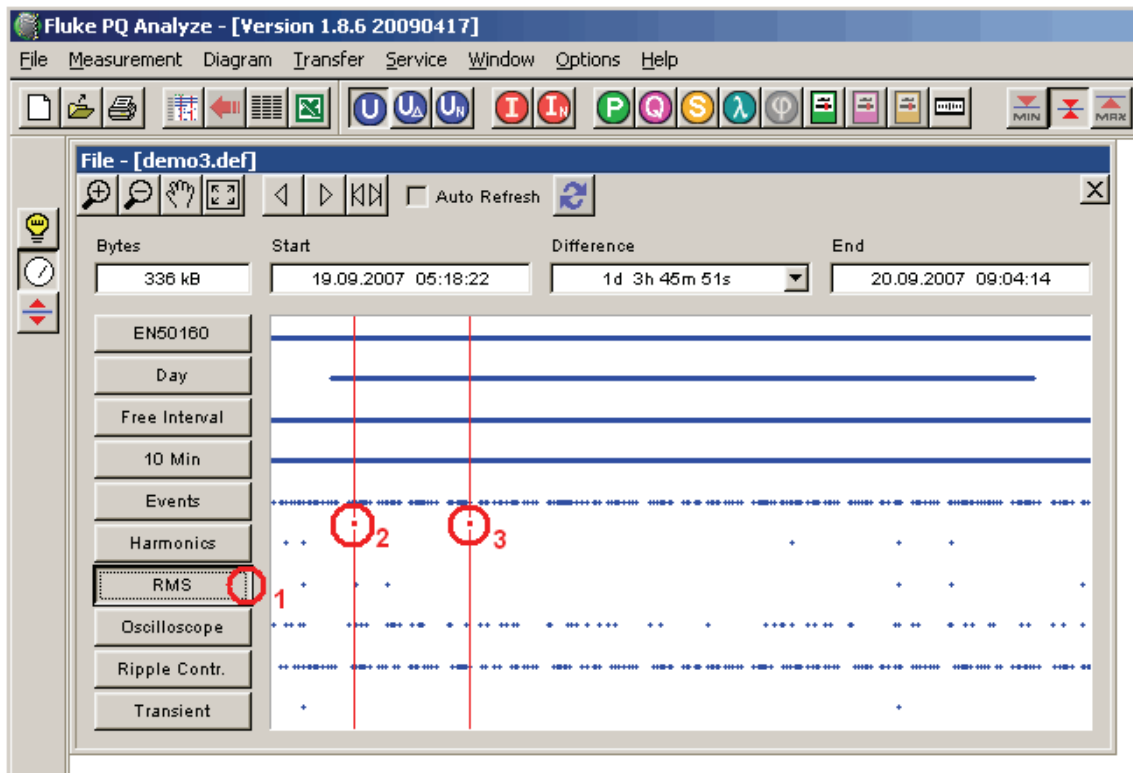 Fluke PQ Analyze - [Version 1.8.6 20090417]
File Measurement Diagram Transfer Service Window Options Help
U UΔ UN I IN P Q S λ φ MIN MAX
File - [demo3.def]
Auto Refresh X
Bytes Start Difference End
336 kB 19.09.2007 05:18:22 1d 3h 45m 51s 20.09.2007 09:04:14
EN50160
Day
Free Interval
10 Min
Events
2 3
Harmonics
RMS 1
Oscilloscope
Ripple Contr.
Transient